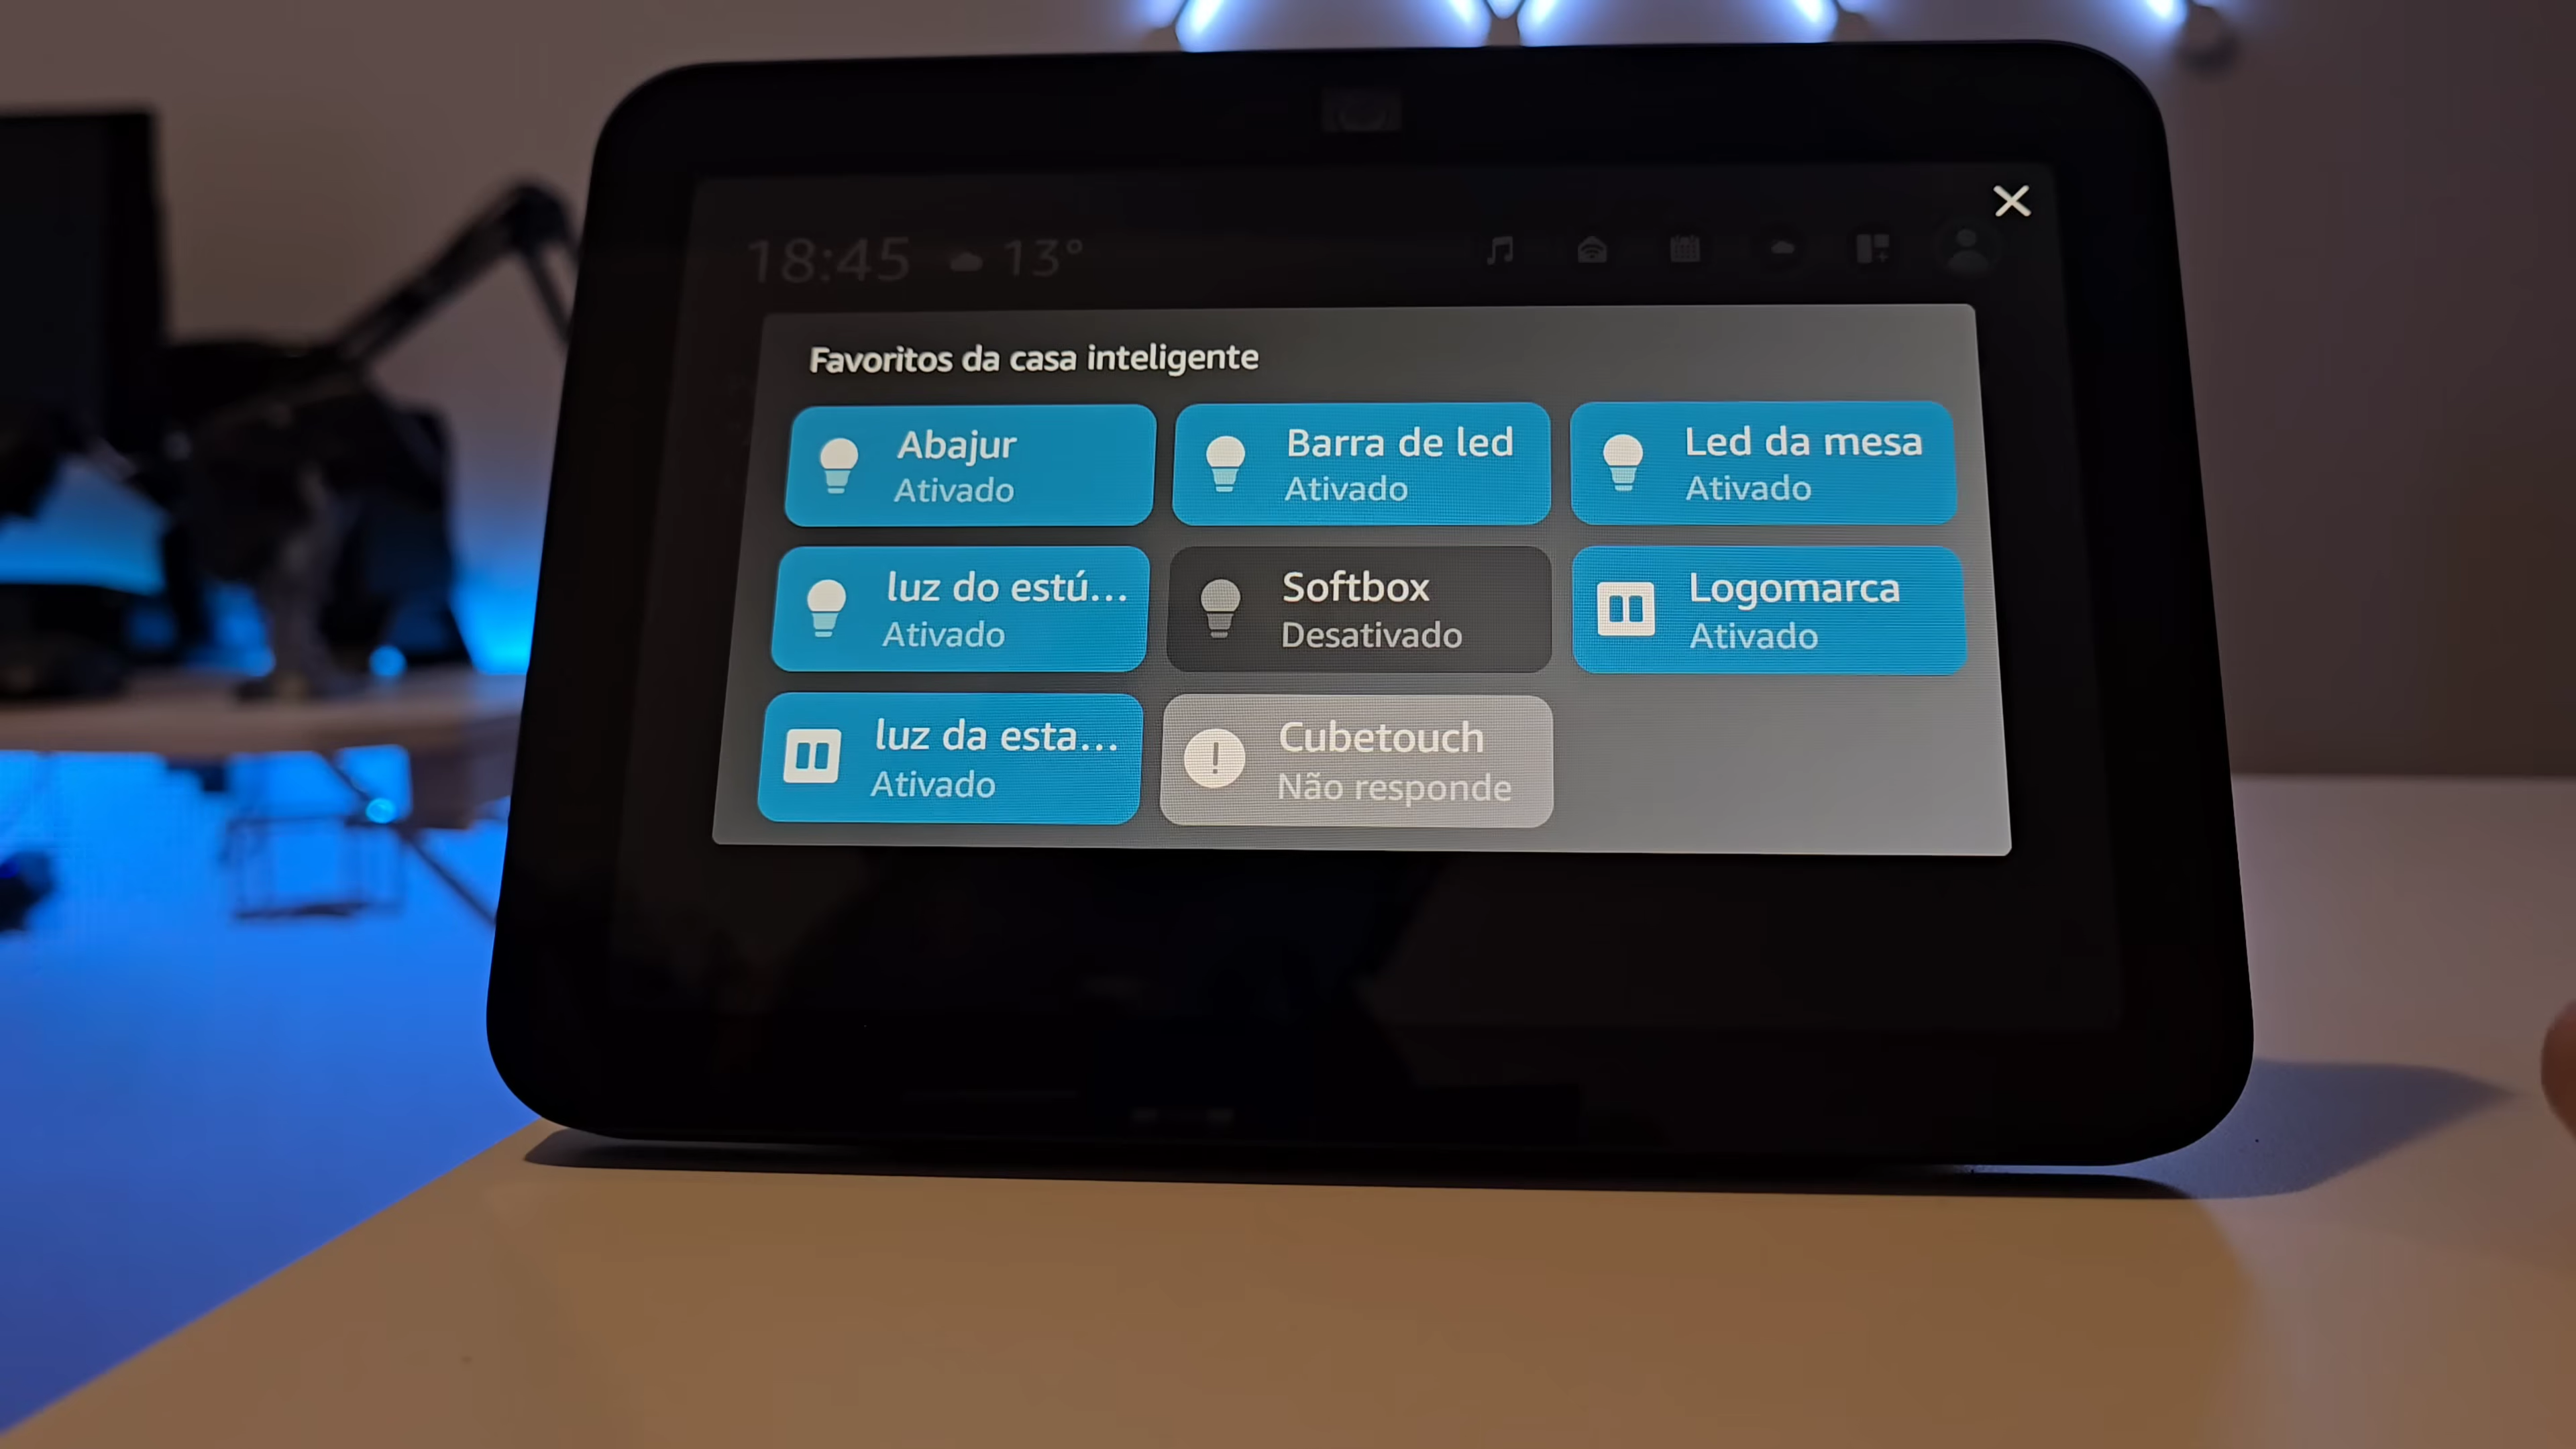 18:45 13°
Favoritos da casa inteligente
Abajur
Ativado
Barra de led
Ativado
Led da mesa
Ativado
luz do estú...
Ativado
Softbox
Desativado
Logomarca
Ativado
luz da esta...
Ativado
Cubetouch
Não responde